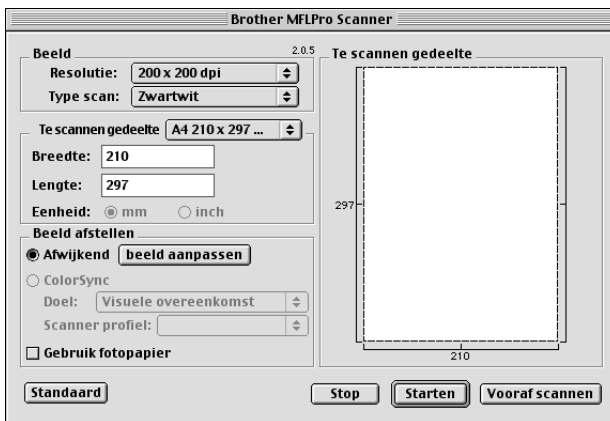 Brother MFLPro Scanner
Beeld 2.0.5
Resolutie: 200 x 200 dpi
Type scan: Zwartwit
Te scannen gedeelte A4 210 x 297 ...
Breedte: 210
Lengte: 297
Eenheid: mm inch
Beeld afstellen
Afwijkend beeld aanpassen
ColorSync
Doel: Visuele overeenkomst
Scanner profiel:
Gebruik fotopapier
Te scannen gedeelte
297
210
Standaard Stop Starten Vooraf scannen